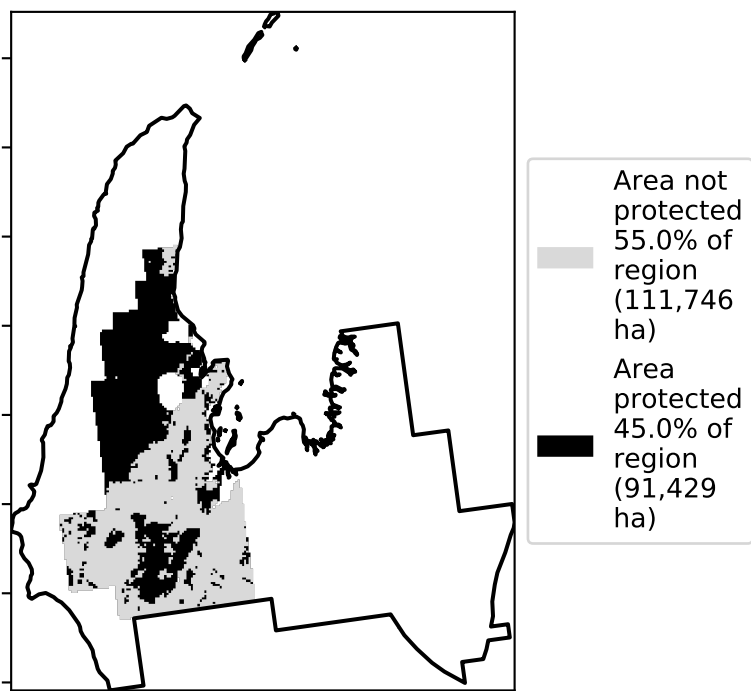 Area not
protected
55.0% of
region
(111,746
ha)
Area
protected
45.0% of
region
(91,429
ha)